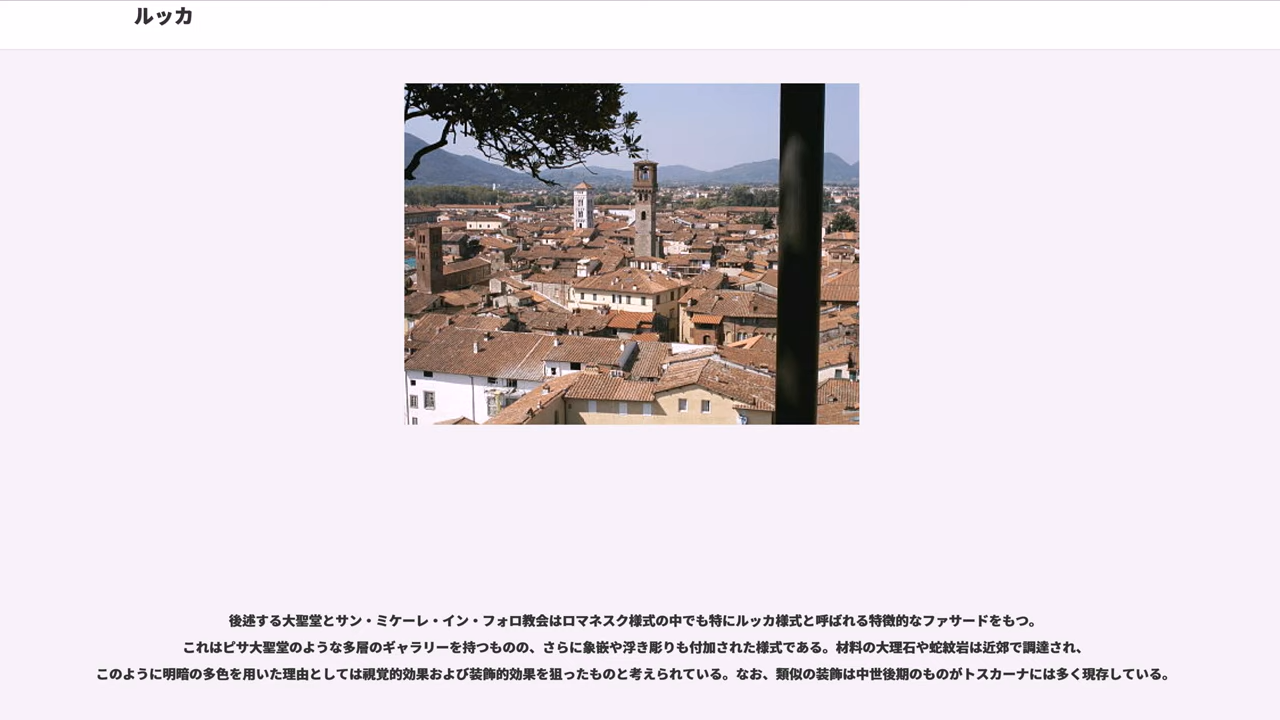 ルッカ
後述する大聖堂とサン・ミケーレ・イン・フォロ教会はロマネスク様式の中でも特にルッカ様式と呼ばれる特徴的なファサードをもつ。
これはピサ大聖堂のような多層のギャラリーを持つものの、さらに象嵌や浮き彫りも付加された様式である。材料の大理石や蛇紋岩は近郊で調達され、
このように明暗の多色を用いた理由としては視覚的効果および装飾的効果を狙ったものと考えられている。なお、類似の装飾は中世後期のものがトスカーナには多く現存している。